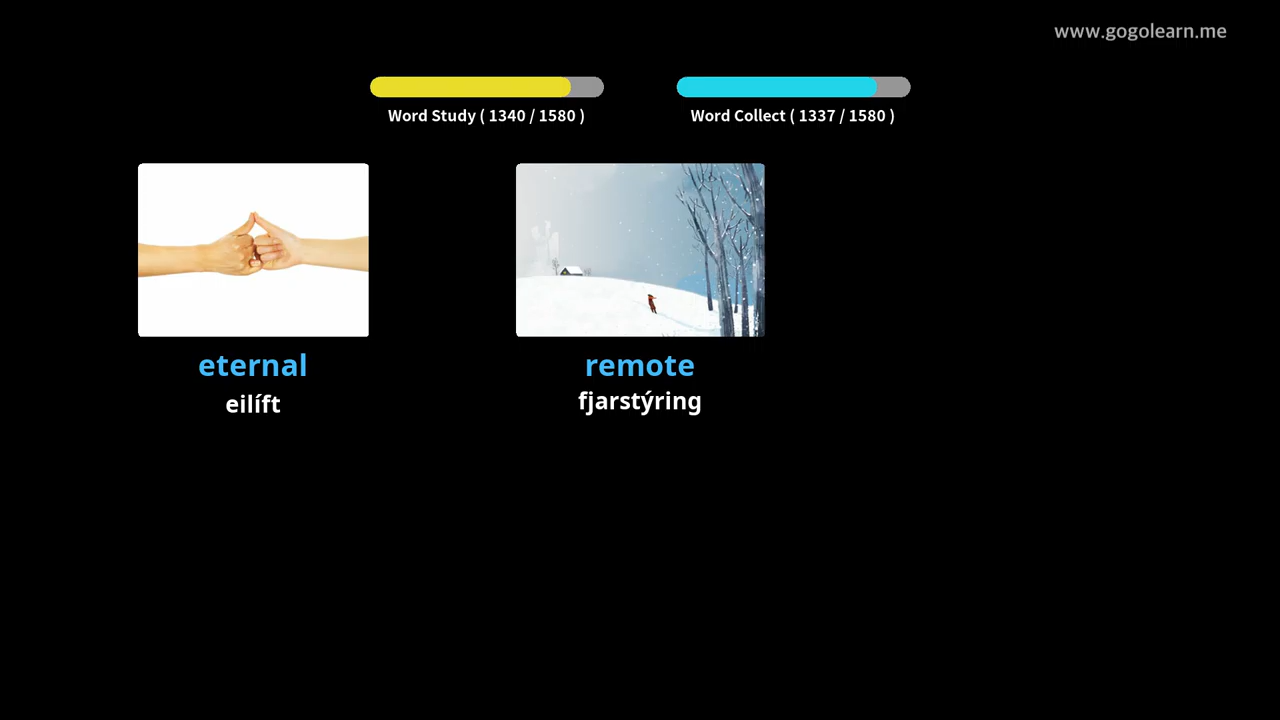 www.gogolearn.me
Word Study ( 1340 / 1580 )
Word Collect ( 1337 / 1580 )
eternal
eilíft
remote
fjarstýring